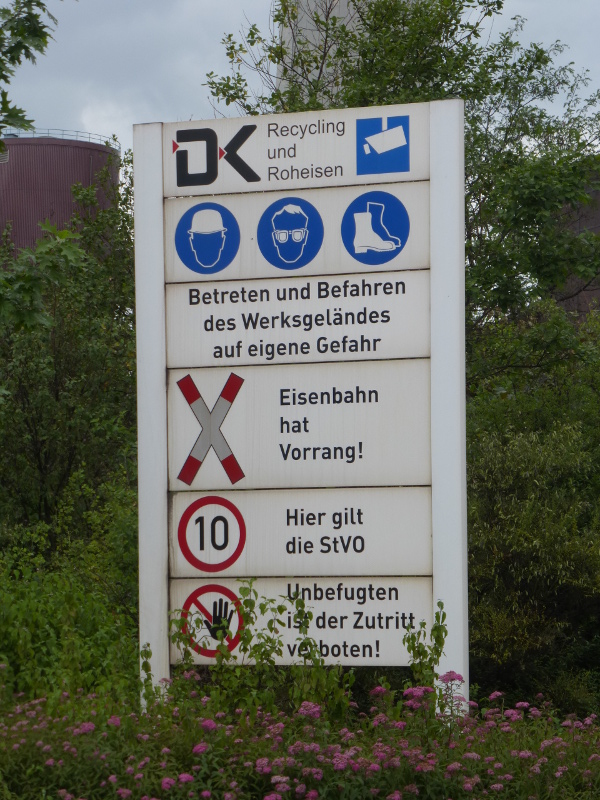 DK
Recycling
und
Roheisen
Betreten und Befahren
des Werksgeländes
auf eigene Gefahr
Eisenbahn
hat
Vorrang!
10
Hier gilt
die StVO
Unbefugten
ist der Zutritt
verboten!